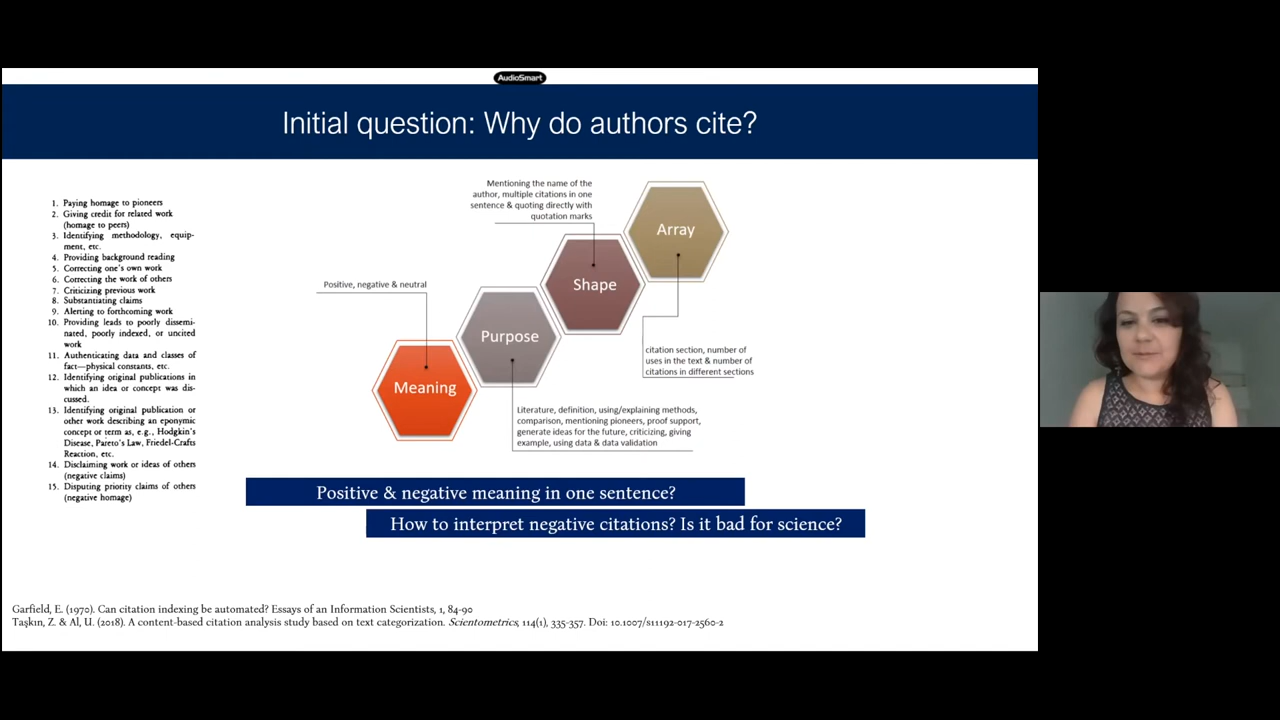 AudioSmart
Initial question: Why do authors cite?
1. Paying homage to pioneers
2. Giving credit for related work
(homage to peers)
3. Identifying methodology, equip-
ment, etc.
4. Providing background reading
5. Correcting one's own work
6. Correcting the work of others
7. Criticizing previous work
8. Substantiating claims
9. Alerting to forthcoming work
10. Providing leads to poorly dissemi-
nated, poorly indexed, or uncited
work
11. Authenticating data and classes of
fact—physical constants, etc.
12. Identifying original publications in
which an idea or concept was dis-
cussed.
13. Identifying original publication or
other work describing an eponymic
concept or term as, e.g., Hodgkin's
Disease, Pareto's Law, Friedel-Crafts
Reaction, etc.
14. Disclaiming work or ideas of others
(negative claims)
15. Disputing priority claims of others
(negative homage)
Positive, negative & neutral
Meaning
Purpose
Literature, definition, using/explaining methods,
comparison, mentioning pioneers, proof support,
generate ideas for the future, criticizing, giving
example, using data & data validation
Mentioning the name of the
author, multiple citations in one
sentence & quoting directly with
quotation marks
Shape
Array
citation section, number of
uses in the text & number of
citations in different sections
Positive & negative meaning in one sentence?
How to interpret negative citations? Is it bad for science?
Garfield, E. (1970). Can citation indexing be automated? Essays of an Information Scientists, 1, 84-90
Taşkın, Z. & Al, U. (2018). A content-based citation analysis study based on text categorization. Scientometrics, 114(1), 335-357. Doi: 10.1007/s11192-017-2560-2